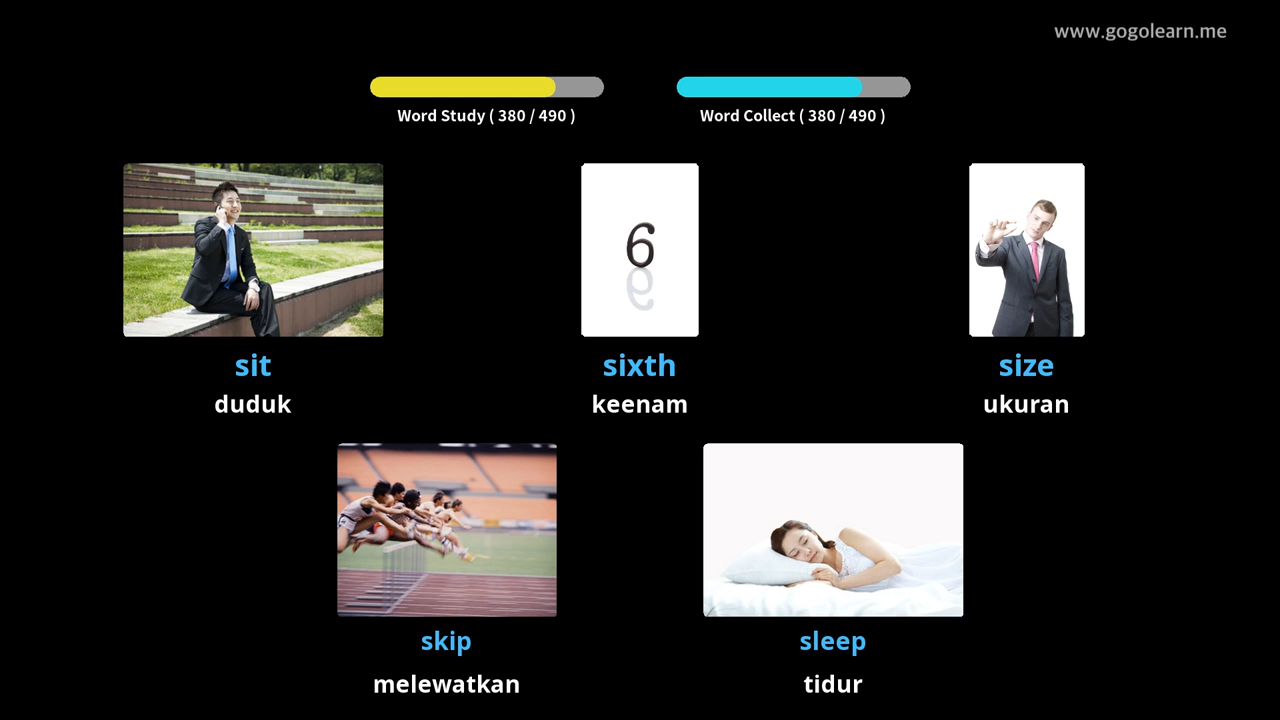 www.gogolearn.me
Word Study ( 380 / 490 )
Word Collect ( 380 / 490 )
6
sit
sixth
size
duduk
keenam
ukuran
skip
sleep
melewatkan
tidur